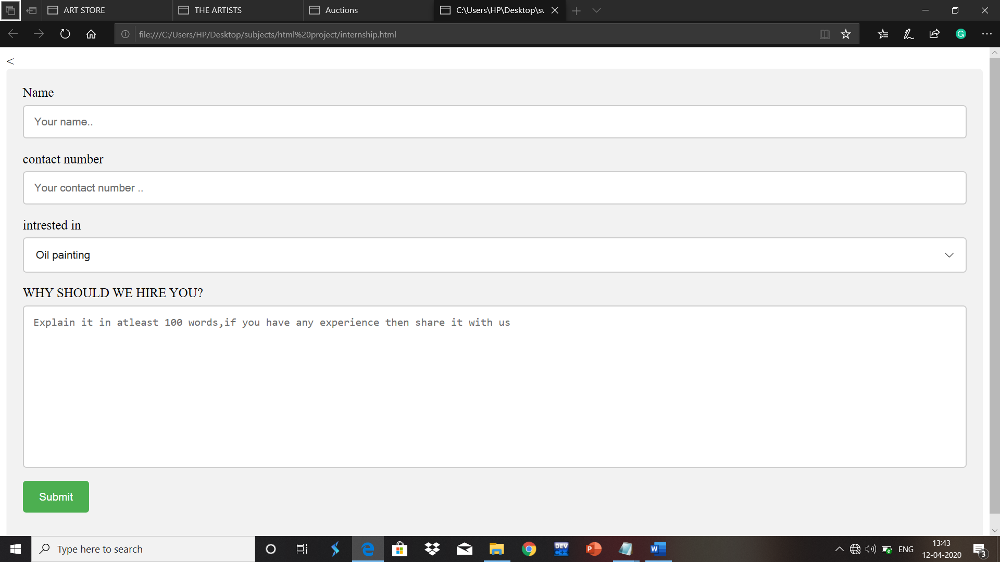 ART STORE
THE ARTISTS
Auctions
C:\Users\HP\Desktop\su
file:///C:/Users/HP/Desktop/subjects/html%20project/internship.html
<
Name
Your name..
contact number
Your contact number ..
intrested in
Oil painting
WHY SHOULD WE HIRE YOU?
Explain it in atleast 100 words,if you have any experience then share it with us
Submit
Type here to search
DEV
C++
P
W
ENG
13:43
12-04-2020
3